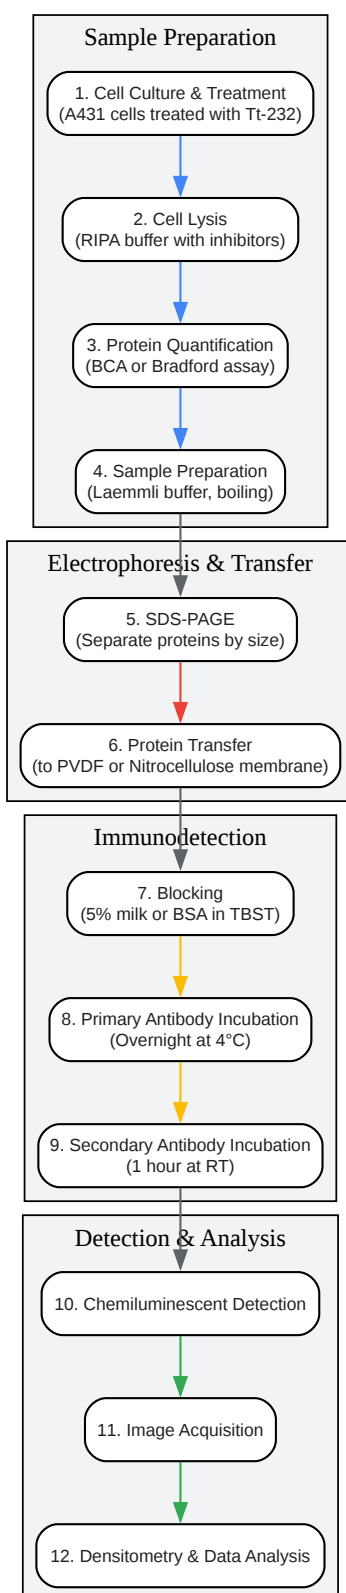 Sample Preparation
1. Cell Culture & Treatment
(A431 cells treated with Tt-232)
2. Cell Lysis
(RIPA buffer with inhibitors)
3. Protein Quantification
(BCA or Bradford assay)
4. Sample Preparation
(Laemmli buffer, boiling)
Electrophoresis & Transfer
5. SDS-PAGE
(Separate proteins by size)
6. Protein Transfer
(to PVDF or Nitrocellulose membrane)
Immunodetection
7. Blocking
(5% milk or BSA in TBST)
8. Primary Antibody Incubation
(Overnight at 4°C)
9. Secondary Antibody Incubation
(1 hour at RT)
Detection & Analysis
10. Chemiluminescent Detection
11. Image Acquisition
12. Densitometry & Data Analysis